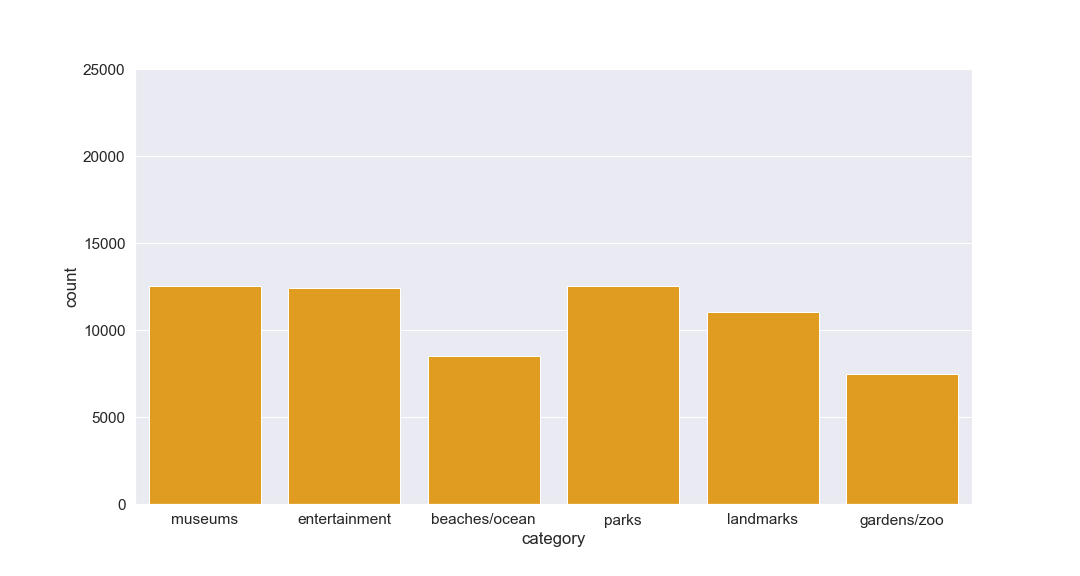 25000
20000
15000
10000
5000
0
count
museums entertainment beaches/ocean parks landmarks gardens/zoo
category